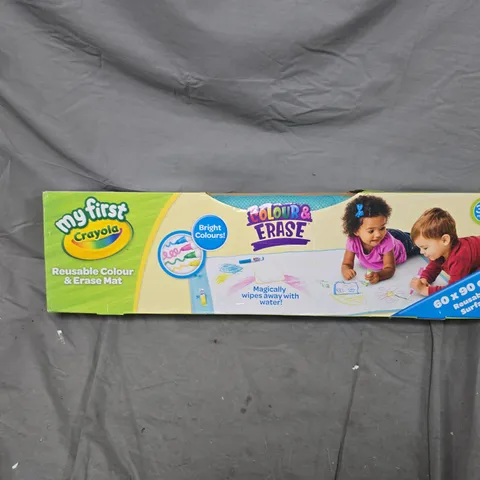 my first
Crayola
Reusable Colour
& Erase Mat
Bright
Colours!
COLOUR &
ERASE
Magically
wipes away with
water!
60 x 90